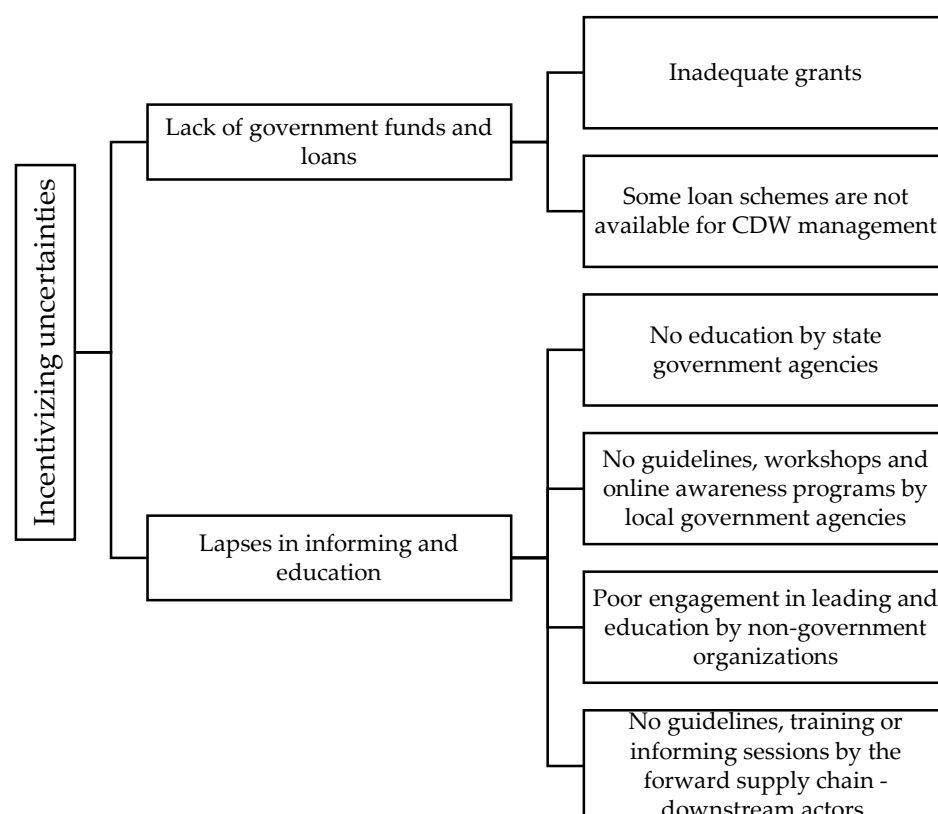 Incentivizing uncertainties
Lack of government funds and
loans
Lapses in informing and
education
Inadequate grants
Some loan schemes are not
available for CDW management
No education by state
government agencies
No guidelines, workshops and
online awareness programs by
local government agencies
Poor engagement in leading and
education by non-government
organizations
No guidelines, training or
informing sessions by the
forward supply chain -
downstream actors